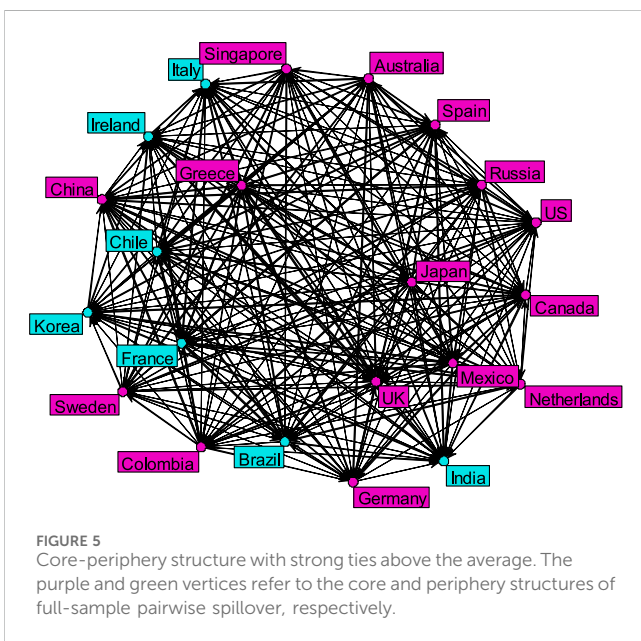 Singapore
Italy
Australia
Spain
Ireland
Greece
Russia
China
US
Chile
Japan
Canada
Korea
France
Mexico
UK
Netherlands
Sweden
Colombia
Brazil
India
Germany
FIGURE 5
Core-periphery structure with strong ties above the average. The
purple and green vertices refer to the core and periphery structures of
full-sample pairwise spillover, respectively.